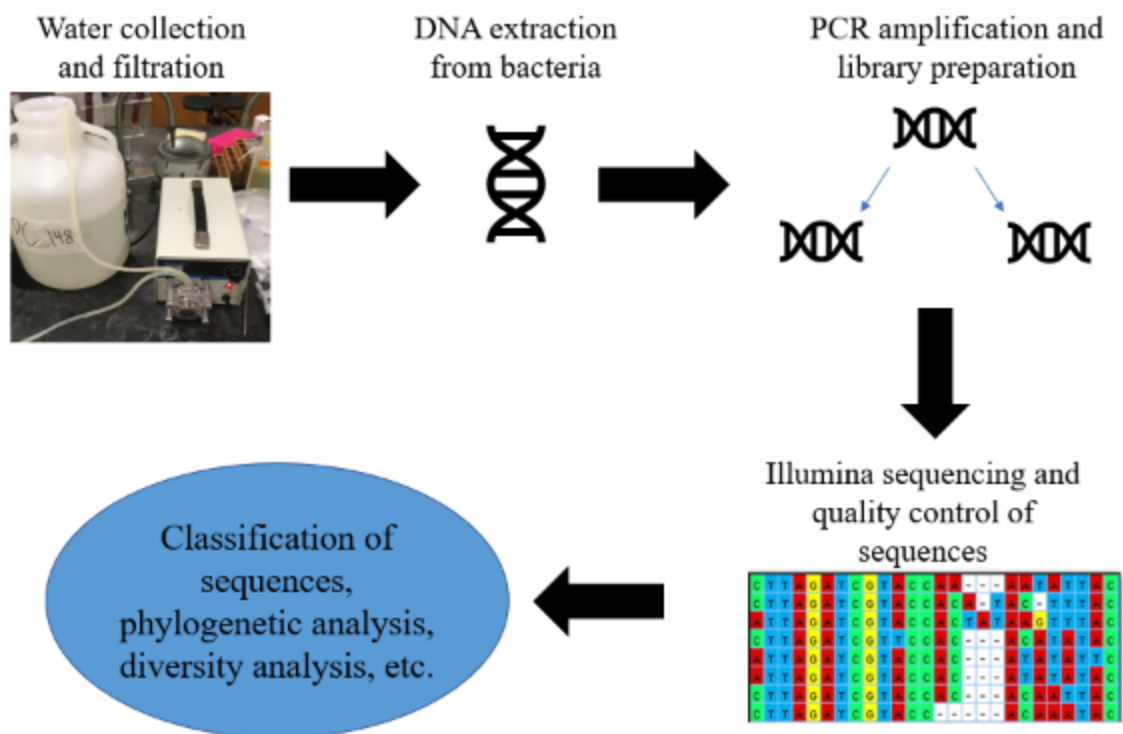 Water collection
and filtration
DNA extraction
from bacteria
PCR amplification and
library preparation
148
Illumina sequencing and
quality control of
sequences
Classification of
sequences,
phylogenetic analysis,
diversity analysis, etc.